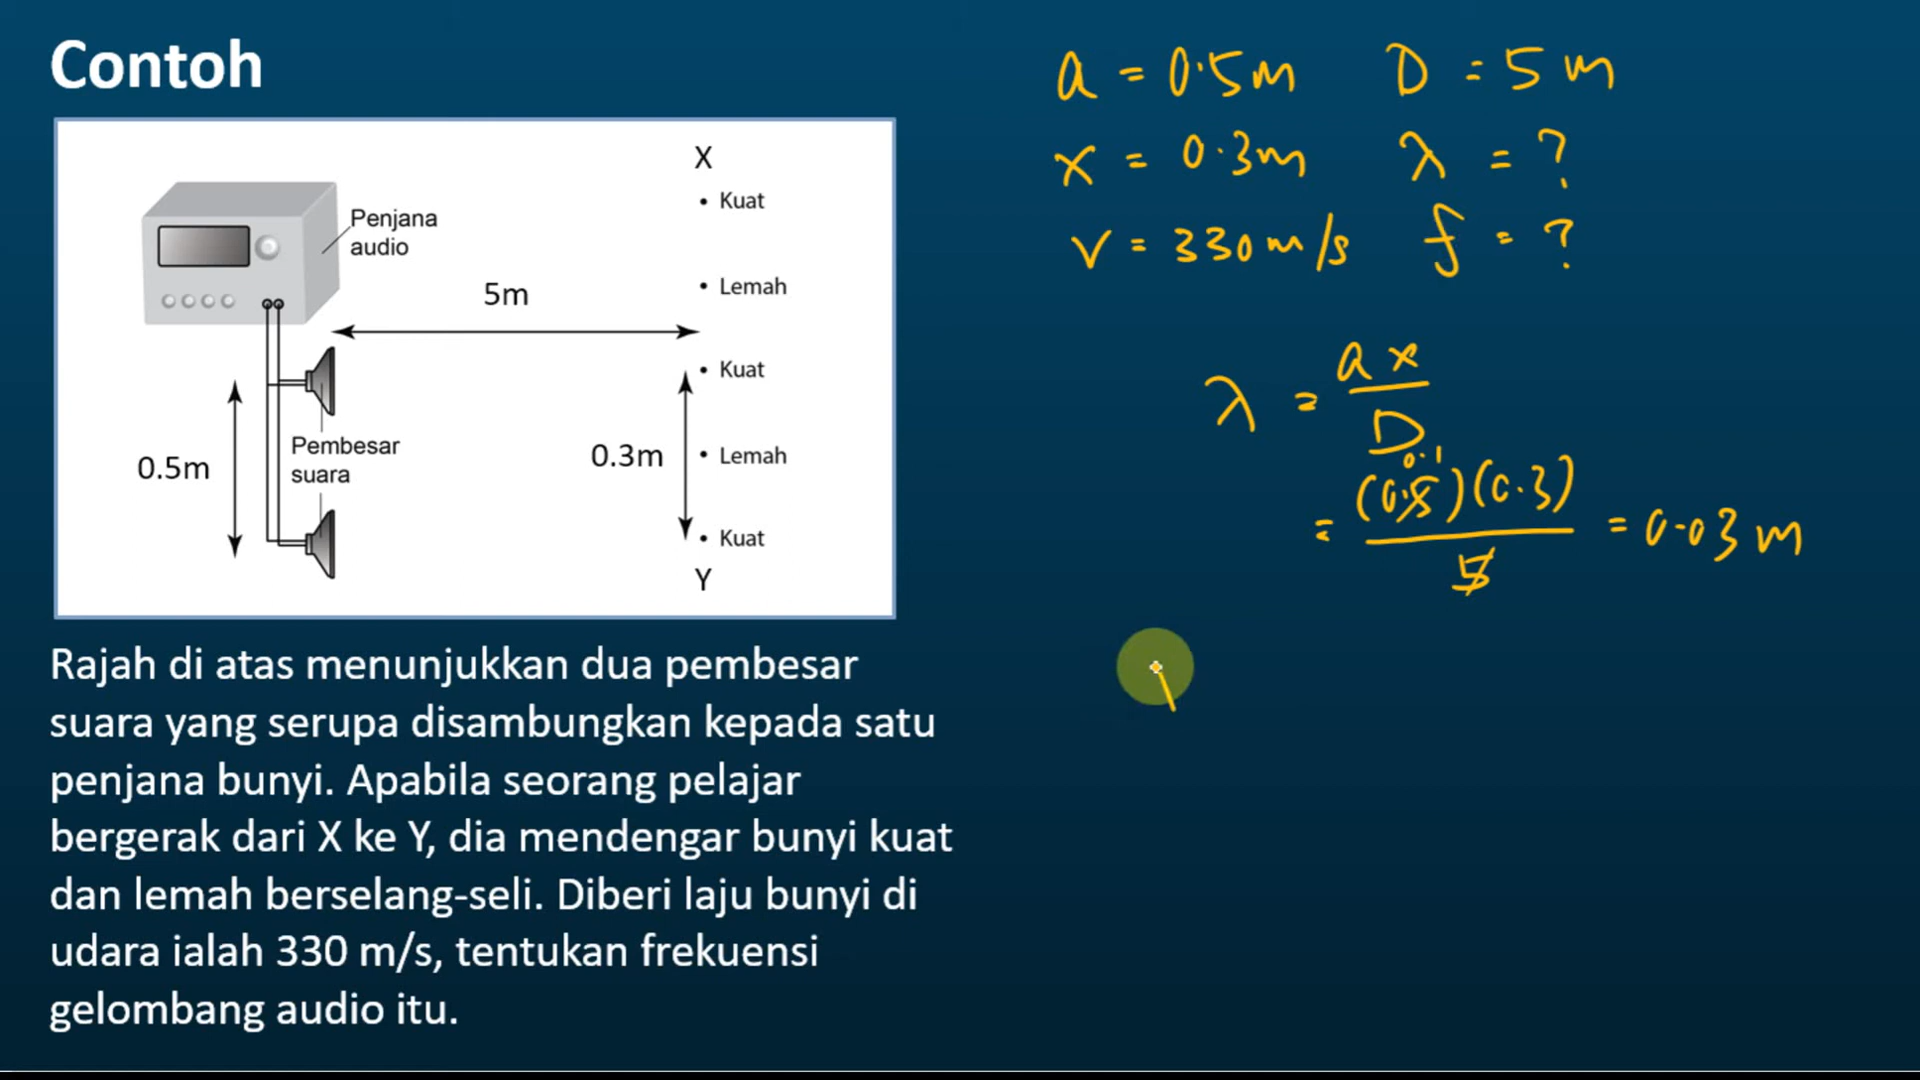 Contoh
X
• Kuat
Penjana
audio
• Lemah
5m
• Kuat
Pembesar
suara
0.5m
0.3m
• Lemah
• Kuat
Y
Rajah di atas menunjukkan dua pembesar
suara yang serupa disambungkan kepada satu
penjana bunyi. Apabila seorang pelajar
bergerak dari X ke Y, dia mendengar bunyi kuat
dan lemah berselang-seli. Diberi laju bunyi di
udara ialah 330 m/s, tentukan frekuensi
gelombang audio itu.
a = 0.5m D = 5 m
x = 0.3m λ = ?
v = 330 m/s f = ?
λ = a x
D
0.1
= (0.5)(0.3) = 0.03 m
5